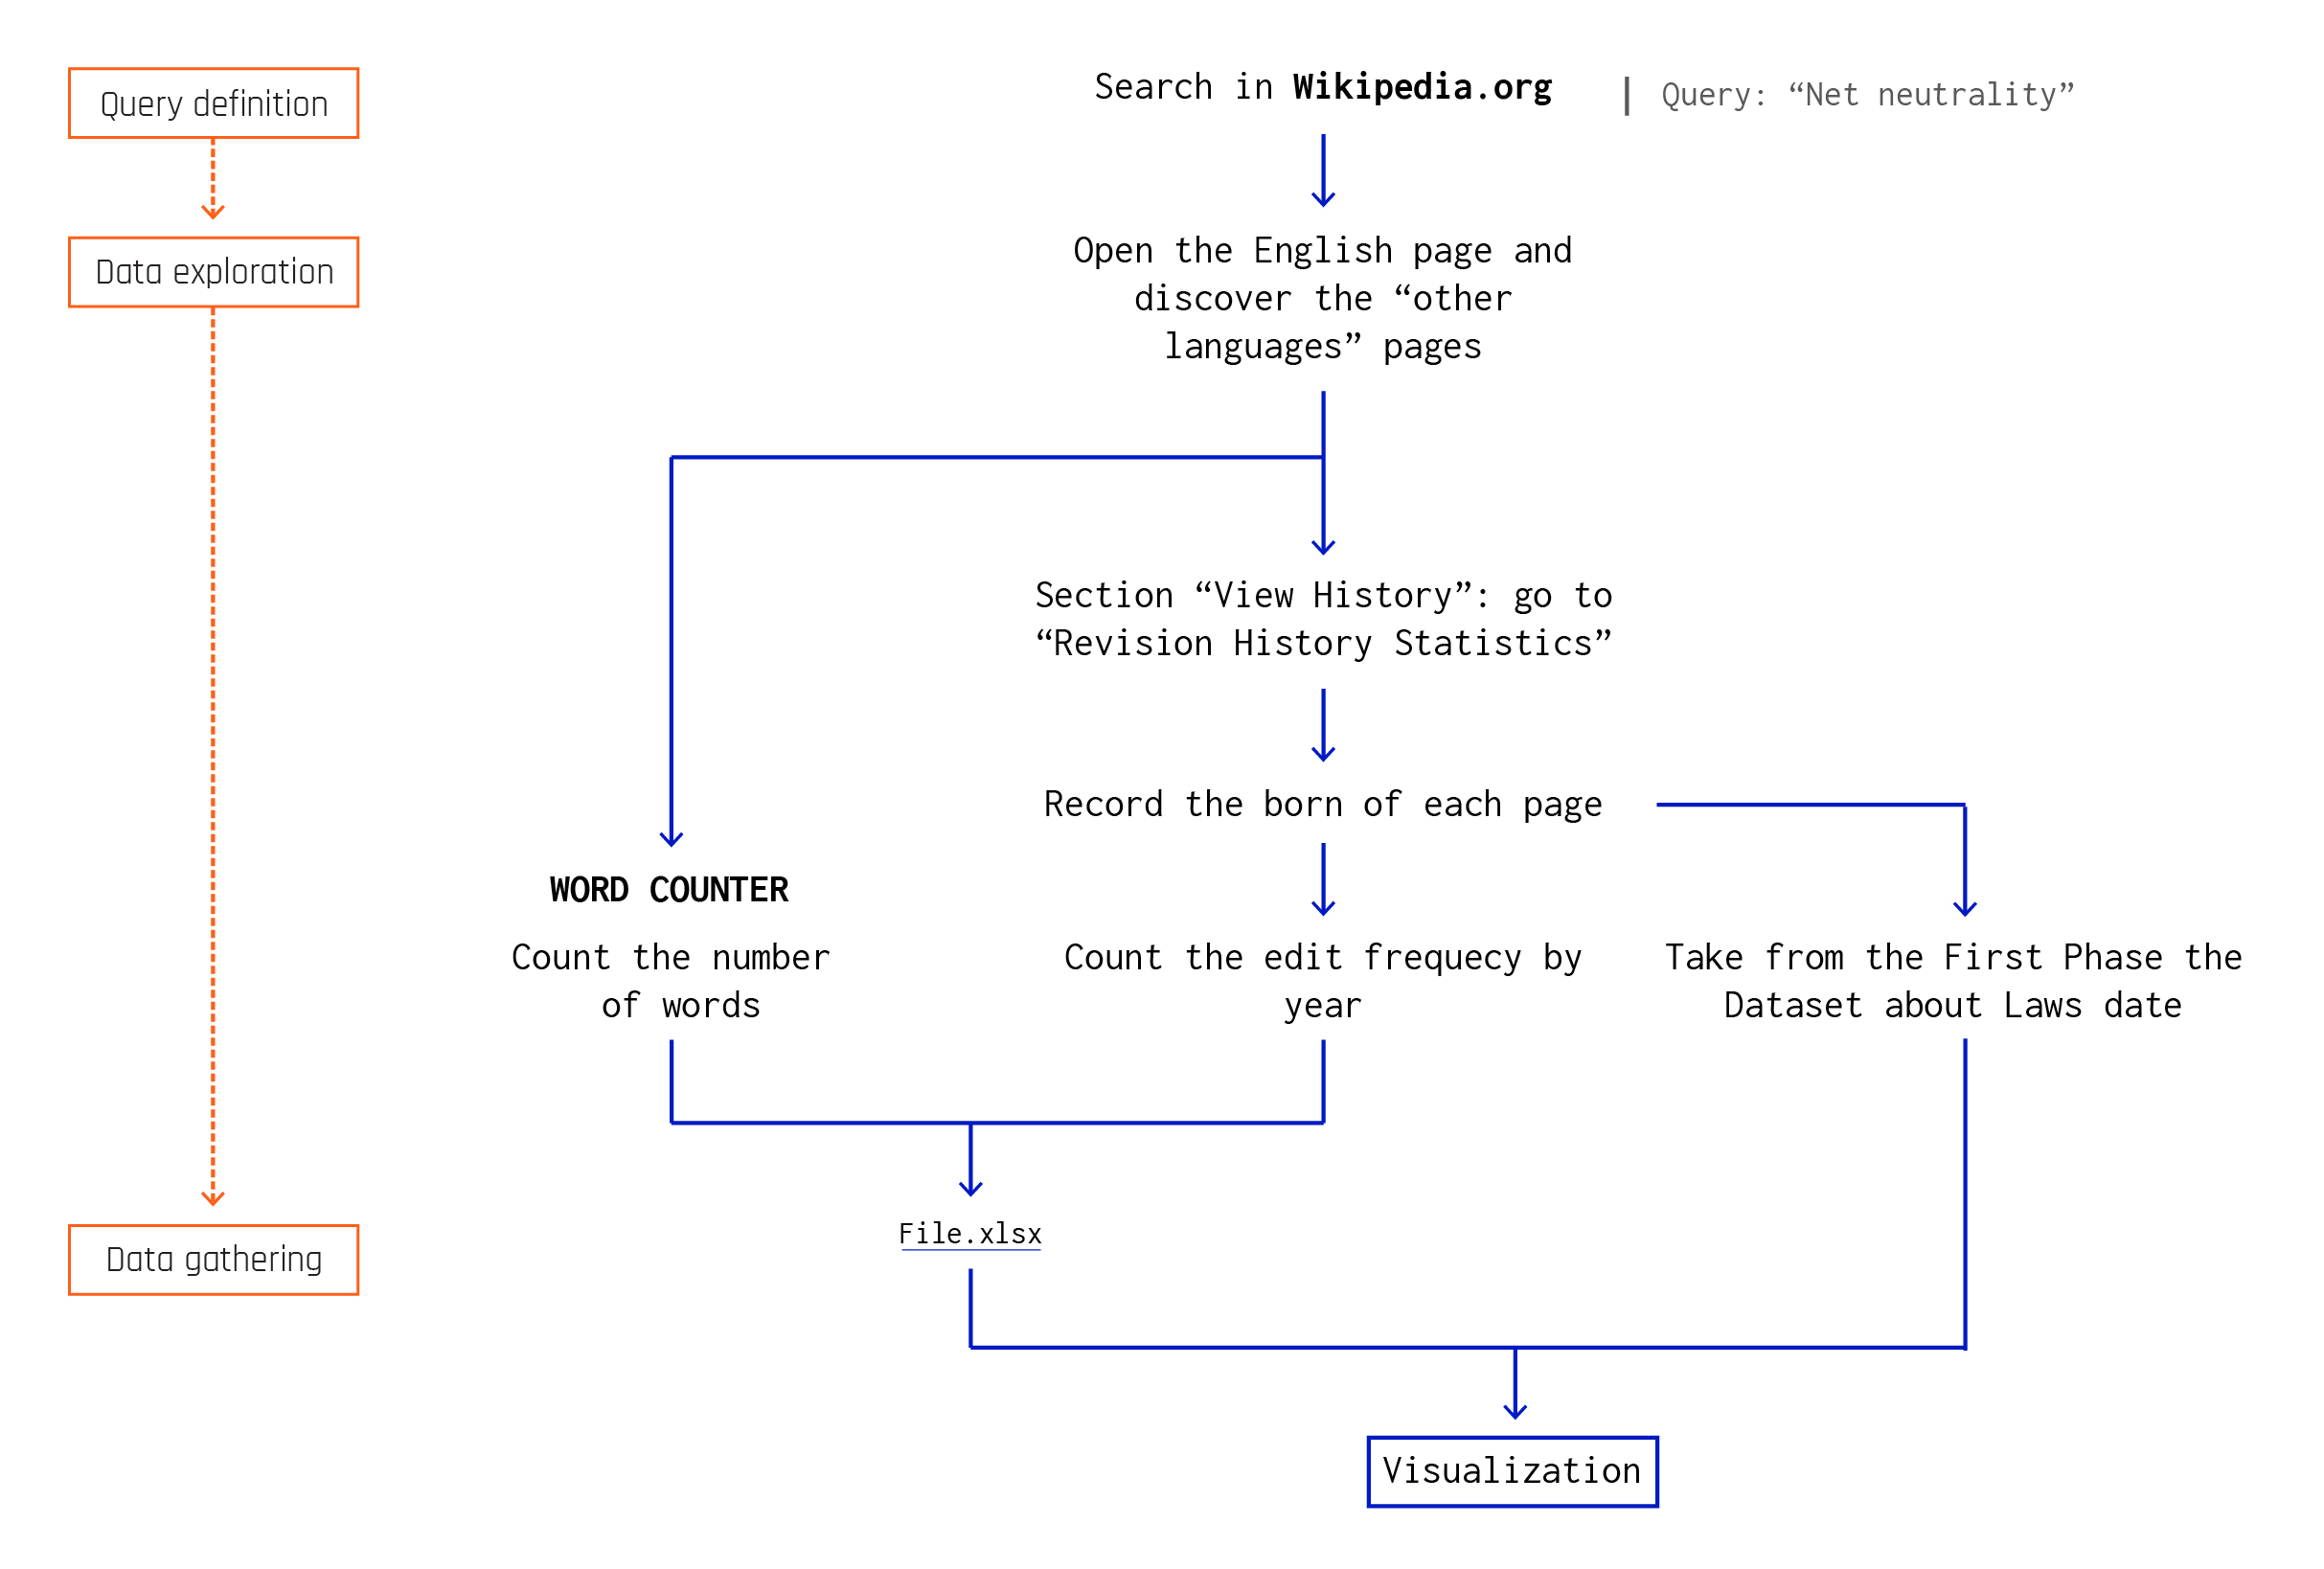 Query definition
Search in Wikipedia.org
| Query: “Net neutrality”
Data exploration
Open the English page and
discover the “other
languages” pages
Section “View History”: go to
“Revision History Statistics”
Record the born of each page
WORD COUNTER
Count the number
of words
Count the edit frequecy by
year
Take from the First Phase the
Dataset about Laws date
Data gathering
File.xlsx
Visualization